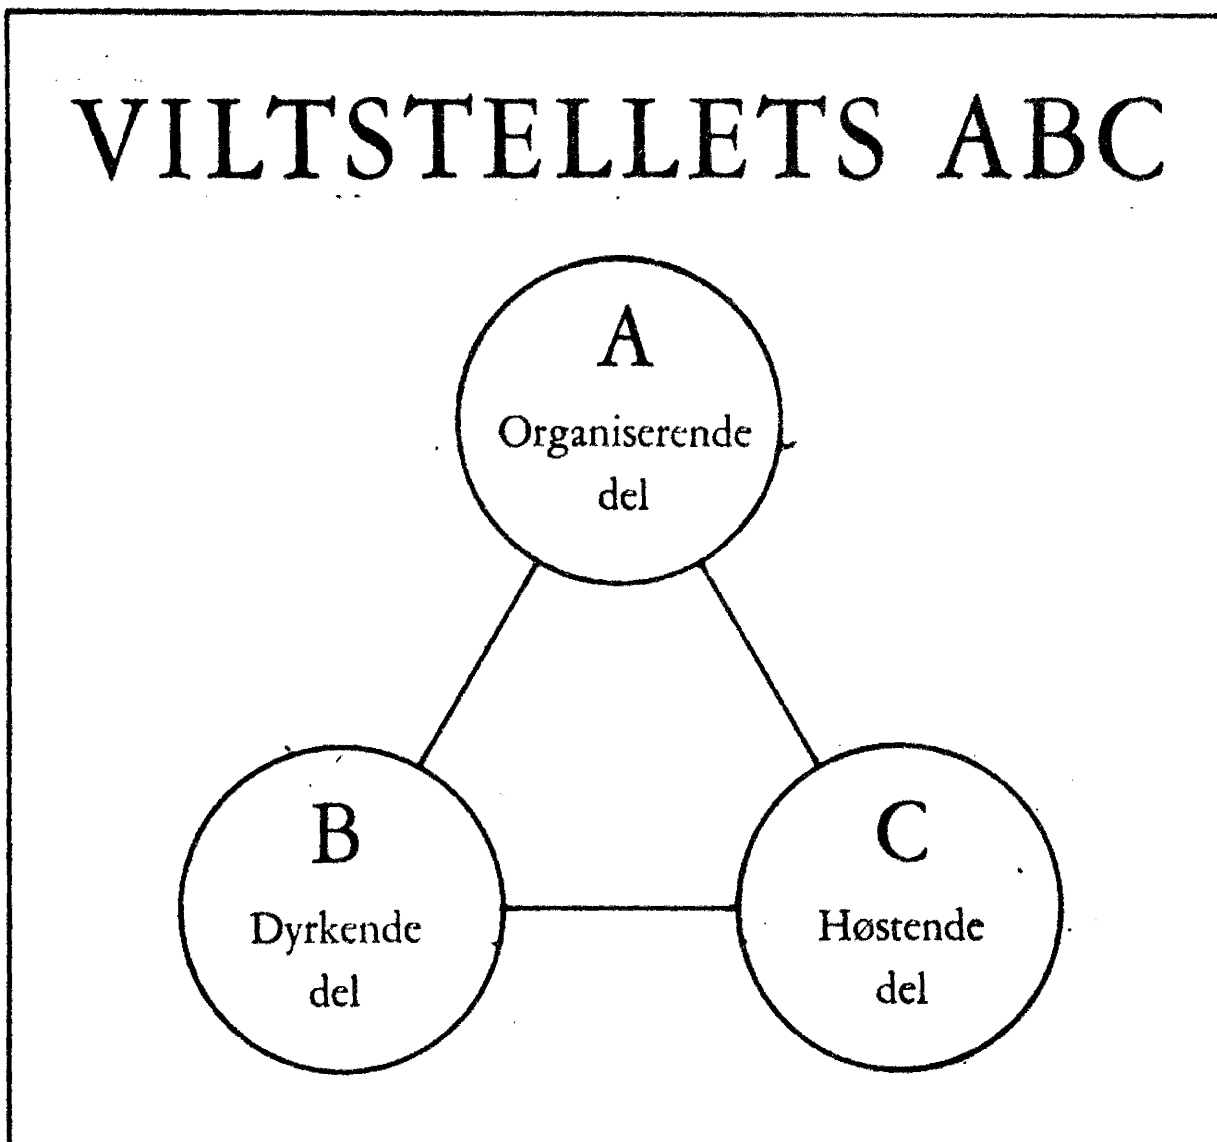 VILTSTELLETS ABC
A
Organiserende
del
B
Dyrkende
del
C
Høstende
del